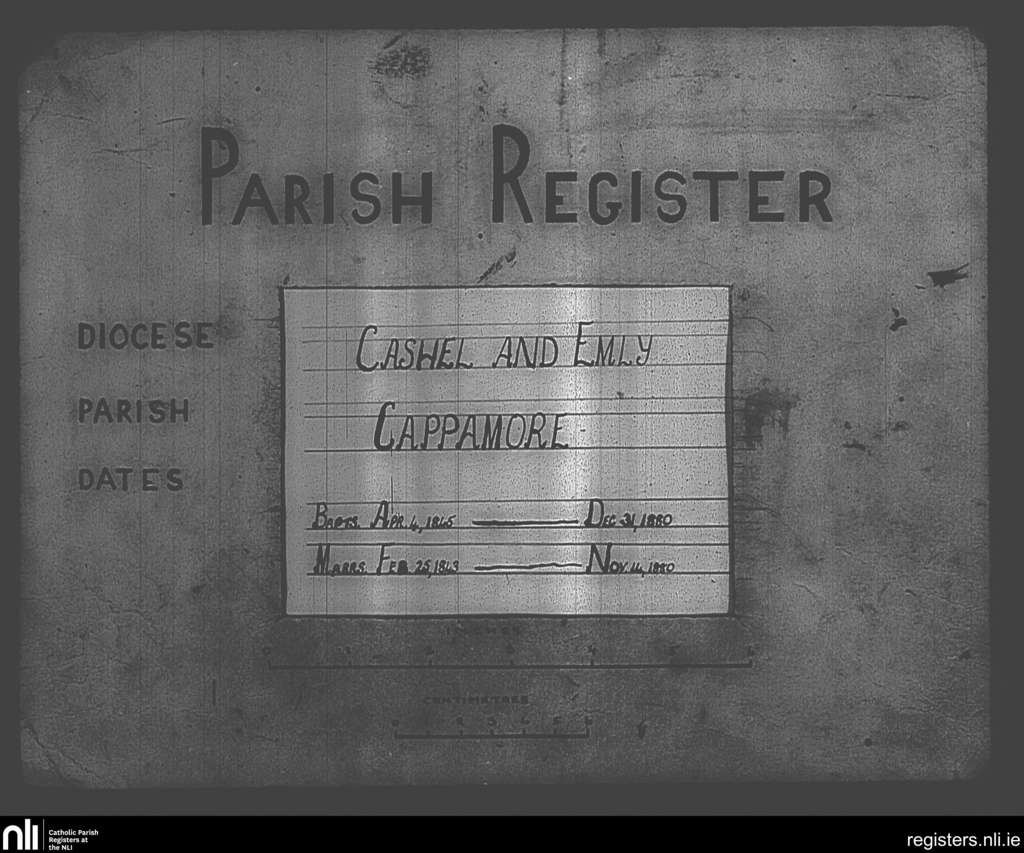 PARISH REGISTER
DIOCESE CASHEL AND EMLY
PARISH CAPPAMORE
DATES
BAPTS. APR. 4, 1845 — DEC. 31, 1880
MARRS. FEB. 25, 1843 — NOV. 14, 1880
INCHES
CENTIMETRES
nli Catholic Parish
Registers at
the NLI
registers.nli.ie